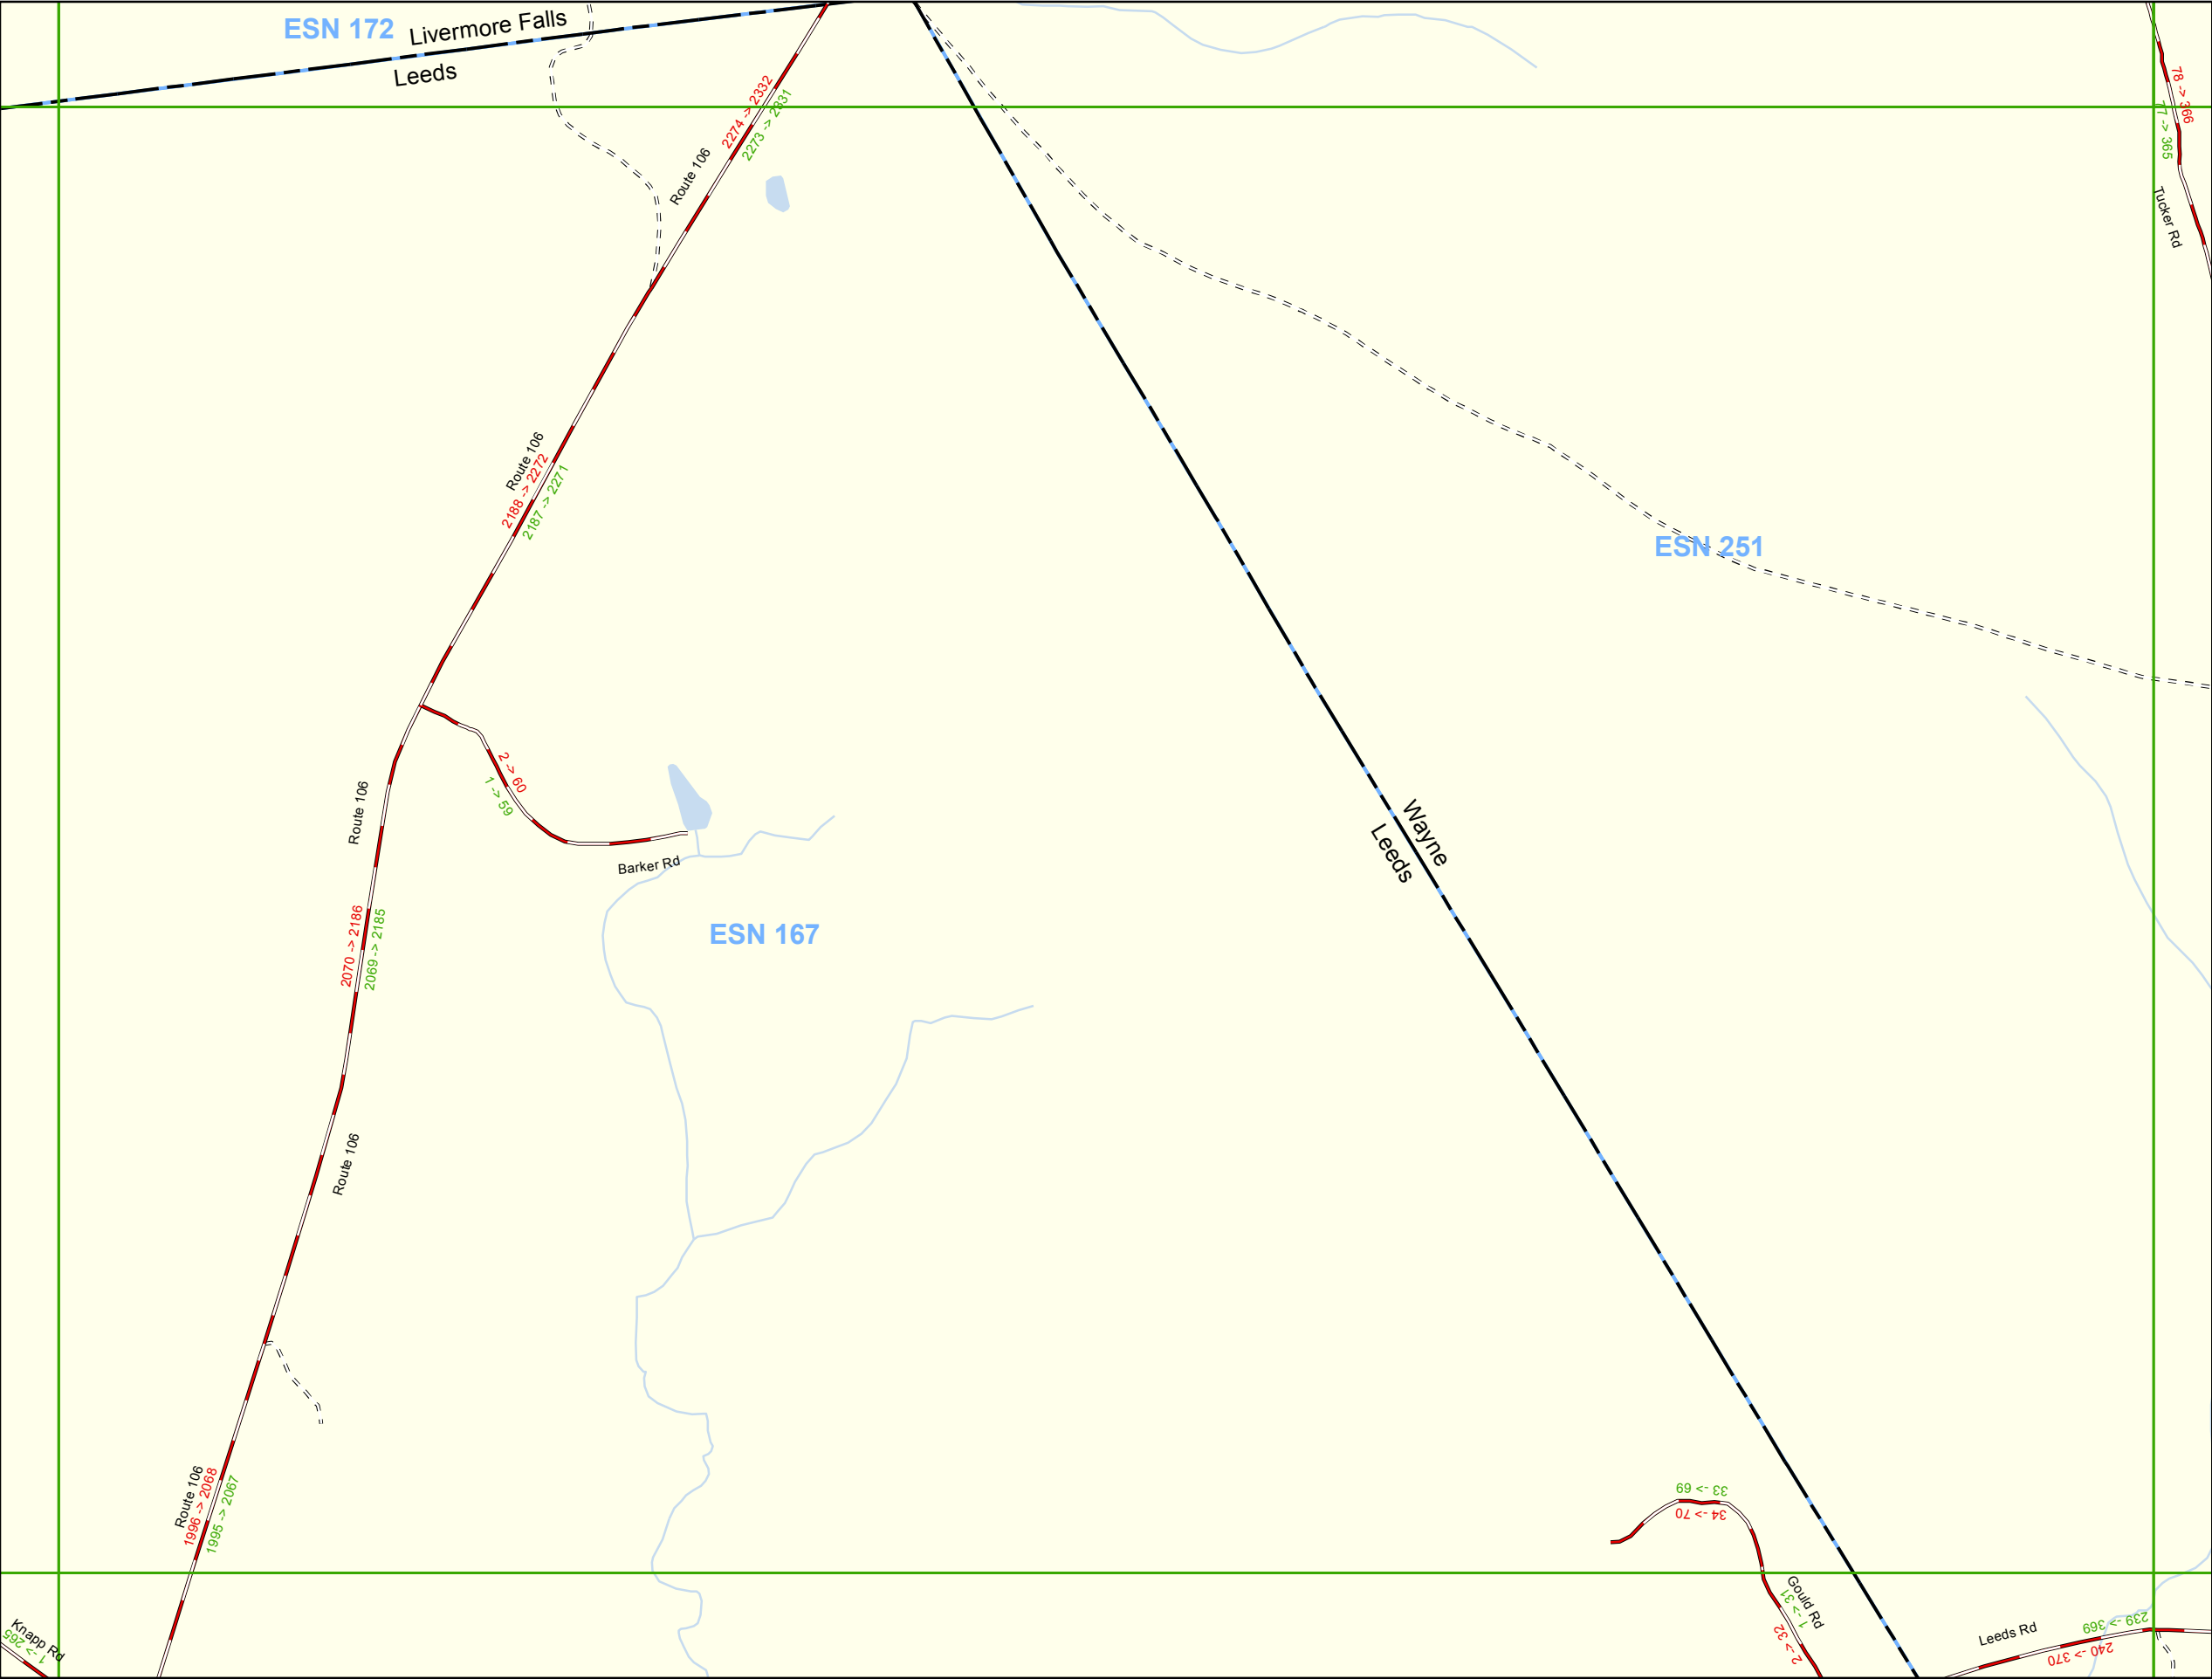 ESN 172
Livermore Falls
Leeds
2274 -> 2332
2273 -> 2331
Route 106
78 -> 366
77 -> 365
Tucker Rd
Route 106
2188 -> 2272
2187 -> 2271
ESN 251
2 -> 60
1 -> 59
Route 106
Barker Rd
Wayne
Leeds
ESN 167
2070 -> 2186
2069 -> 2185
Route 106
Route 106
1996 -> 2068
1995 -> 2067
33 -> 69
34 -> 70
Gould Rd
1 -> 31
2 -> 32
Knapp Rd
1 -> 265
Leeds Rd
239 -> 369
240 -> 370